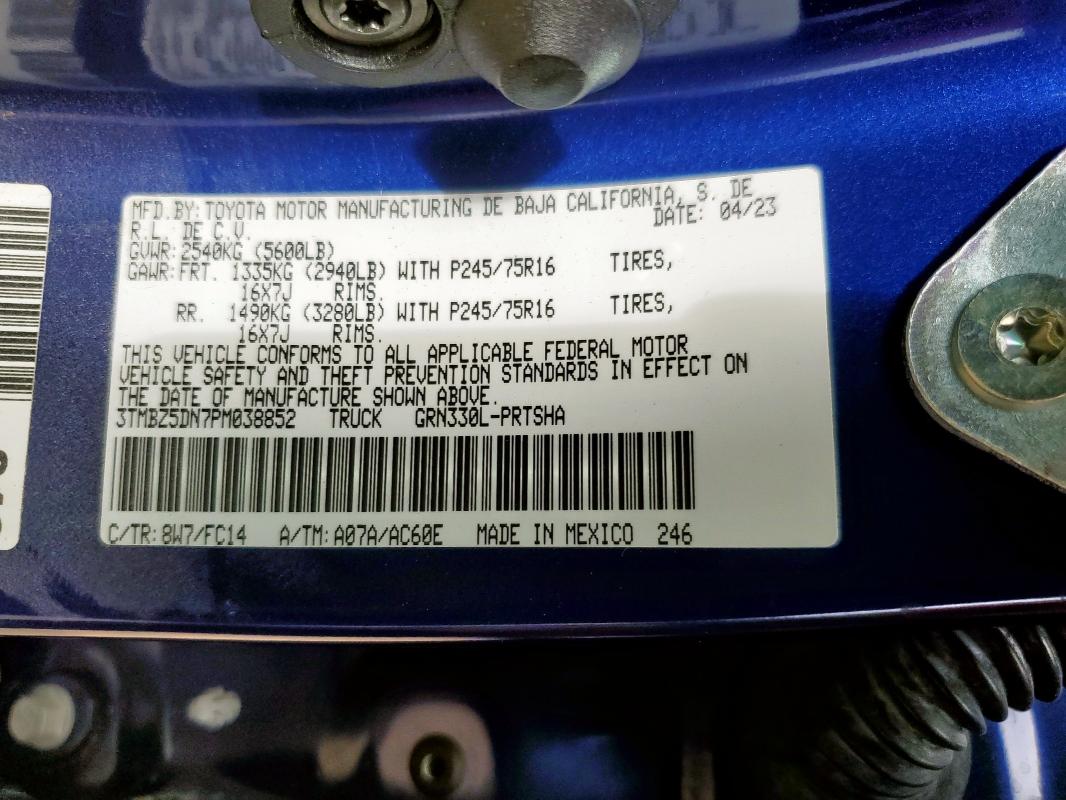 MFD.BY:TOYOTA MOTOR MANUFACTURING DE BAJA CALIFORNIA, S. DE
R.L. DE C.V. DATE: 04/23
GVWR:2540KG (5600LB)
GAWR:FRT. 1335KG (2940LB) WITH P245/75R16 TIRES,
16X7J RIMS.
RR. 1490KG (3280LB) WITH P245/75R16 TIRES,
16X7J RIMS.
THIS VEHICLE CONFORMS TO ALL APPLICABLE FEDERAL MOTOR
VEHICLE SAFETY AND THEFT PREVENTION STANDARDS IN EFFECT ON
THE DATE OF MANUFACTURE SHOWN ABOVE.
3TMBZ5DN7PM038852 TRUCK GRN330L-PRTSHA
C/TR:8W7/FC14 A/TM:A07A/AC60E MADE IN MEXICO 246